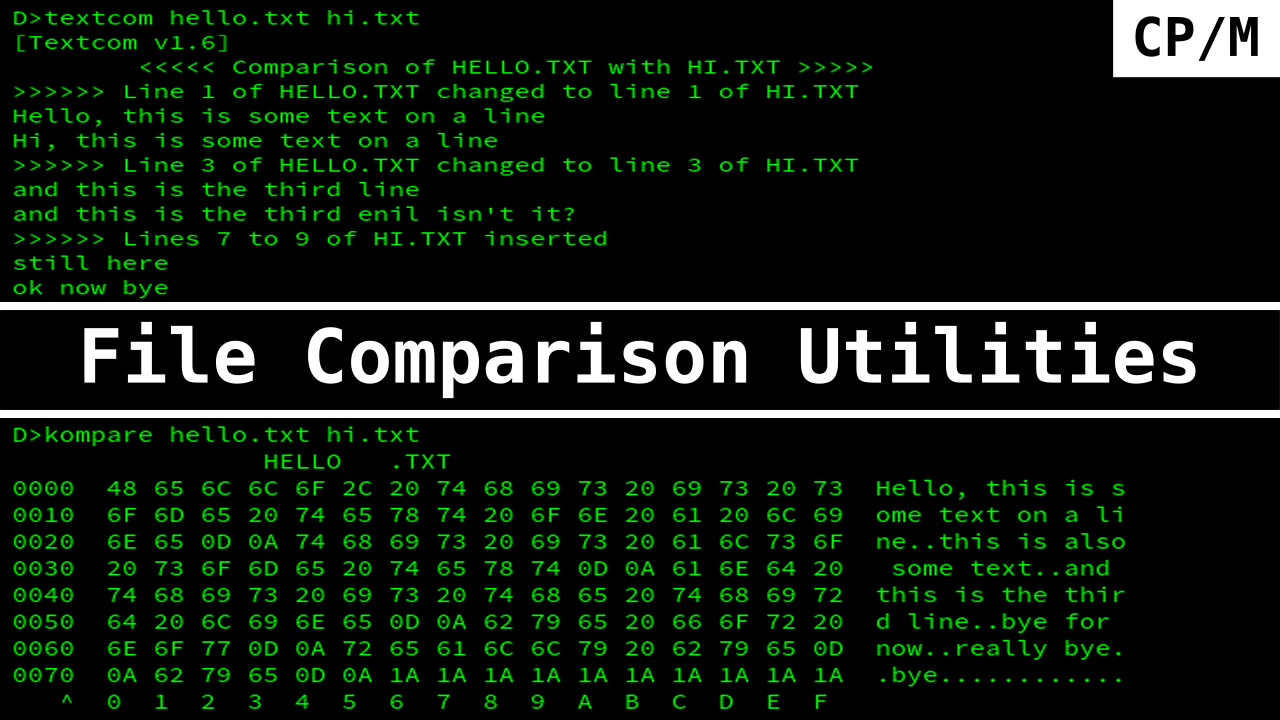 D>textcom hello.txt hi.txt
CP/M
[Textcom v1.6]
<<<<< Comparison of HELLO.TXT with HI.TXT >>>>>
>>>>>> Line 1 of HELLO.TXT changed to line 1 of HI.TXT
Hello, this is some text on a line
Hi, this is some text on a line
>>>>>> Line 3 of HELLO.TXT changed to line 3 of HI.TXT
and this is the third line
and this is the third enil isn't it?
>>>>>> Lines 7 to 9 of HI.TXT inserted
still here
ok now bye
File Comparison Utilities
D>kompare hello.txt hi.txt
HELLO   .TXT
0000  48 65 6C 6C 6F 2C 20 74 68 69 73 20 69 73 20 73  Hello, this is s
0010  6F 6D 65 20 74 65 78 74 20 6F 6E 20 61 20 6C 69  ome text on a li
0020  6E 65 0D 0A 74 68 69 73 20 69 73 20 61 6C 73 6F  ne..this is also
0030  20 73 6F 6D 65 20 74 65 78 74 0D 0A 61 6E 64 20   some text..and
0040  74 68 69 73 20 69 73 20 74 68 65 20 74 68 69 72  this is the thir
0050  64 20 6C 69 6E 65 0D 0A 62 79 65 20 66 6F 72 20  d line..bye for
0060  6E 6F 77 0D 0A 72 65 61 6C 6C 79 20 62 79 65 0D  now..really bye.
0070  0A 62 79 65 0D 0A 1A 1A 1A 1A 1A 1A 1A 1A 1A 1A  .bye............
^  0  1  2  3  4  5  6  7  8  9  A  B  C  D  E  F